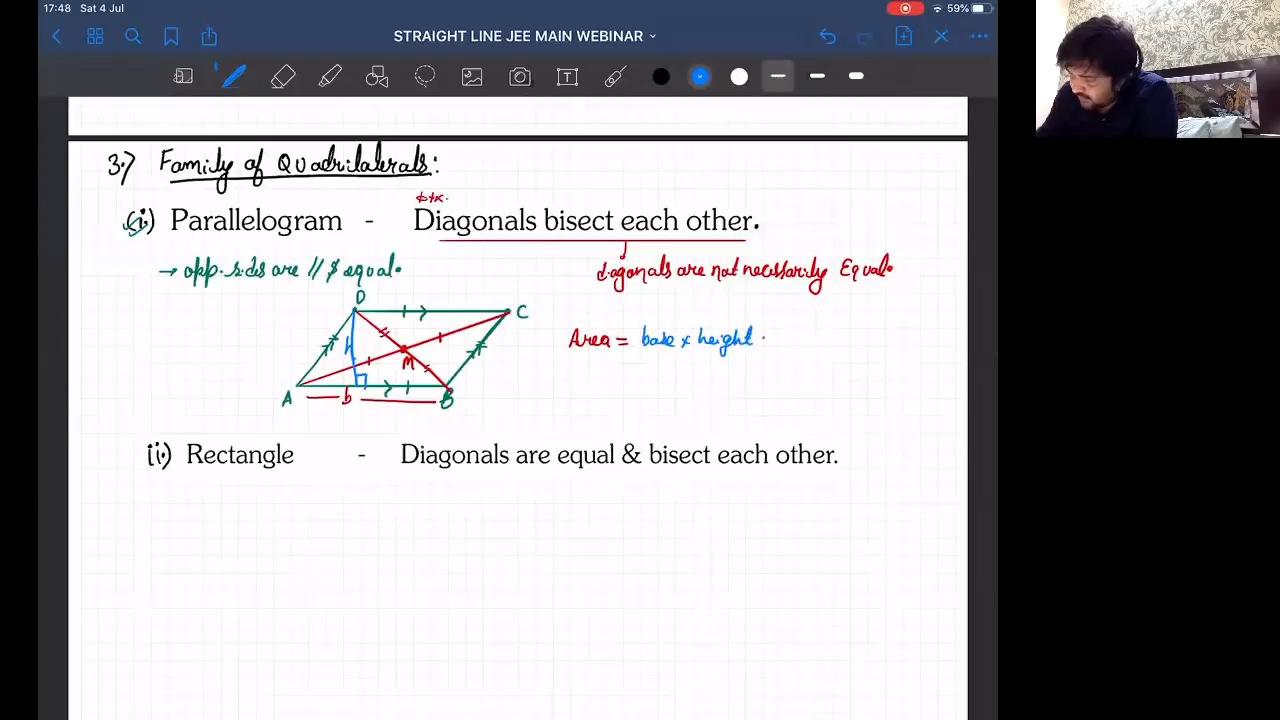 17:48 Sat 4 Jul
59%
STRAIGHT LINE JEE MAIN WEBINAR
3.) Family of Quadrilaterals:
(i) Parallelogram - Diagonals bisect each other.
→ opp. sides are // & equal.
diagonals are not necessarily Equal.
D
C
h
M
A
b
B
Area = base x height
(ii) Rectangle - Diagonals are equal & bisect each other.